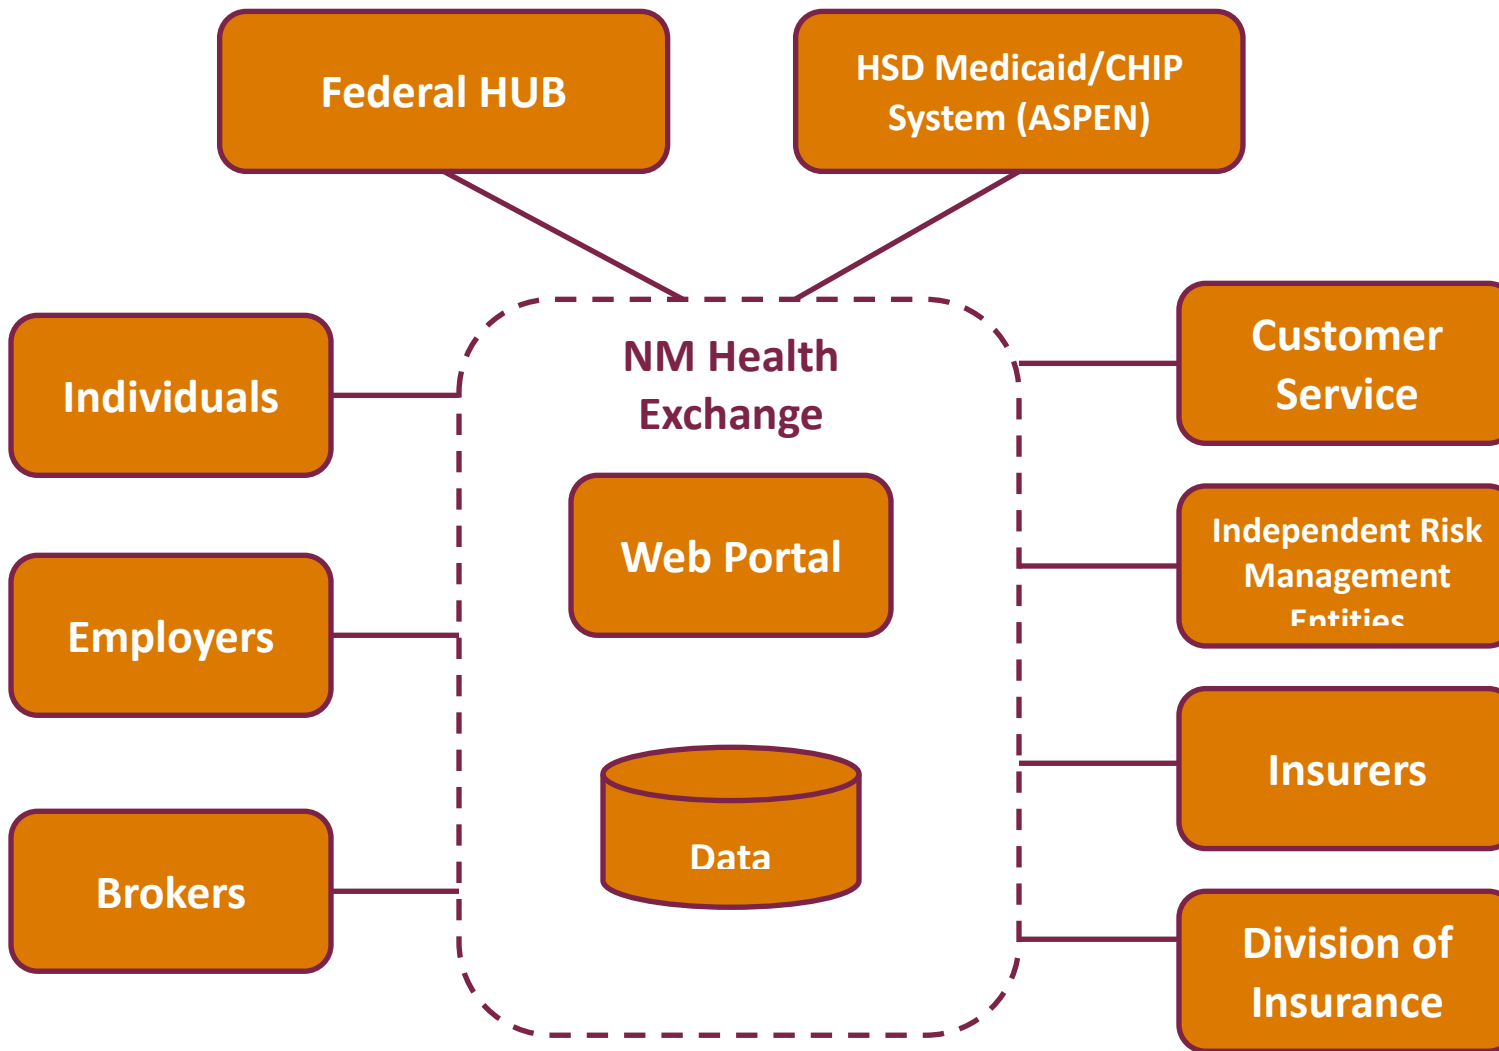 Federal HUB
HSD Medicaid/CHIP
System (ASPEN)
NM Health
Exchange
Individuals
Customer
Service
Web Portal
Independent Risk
Management
Entities
Employers
Insurers
Data
Brokers
Division of
Insurance